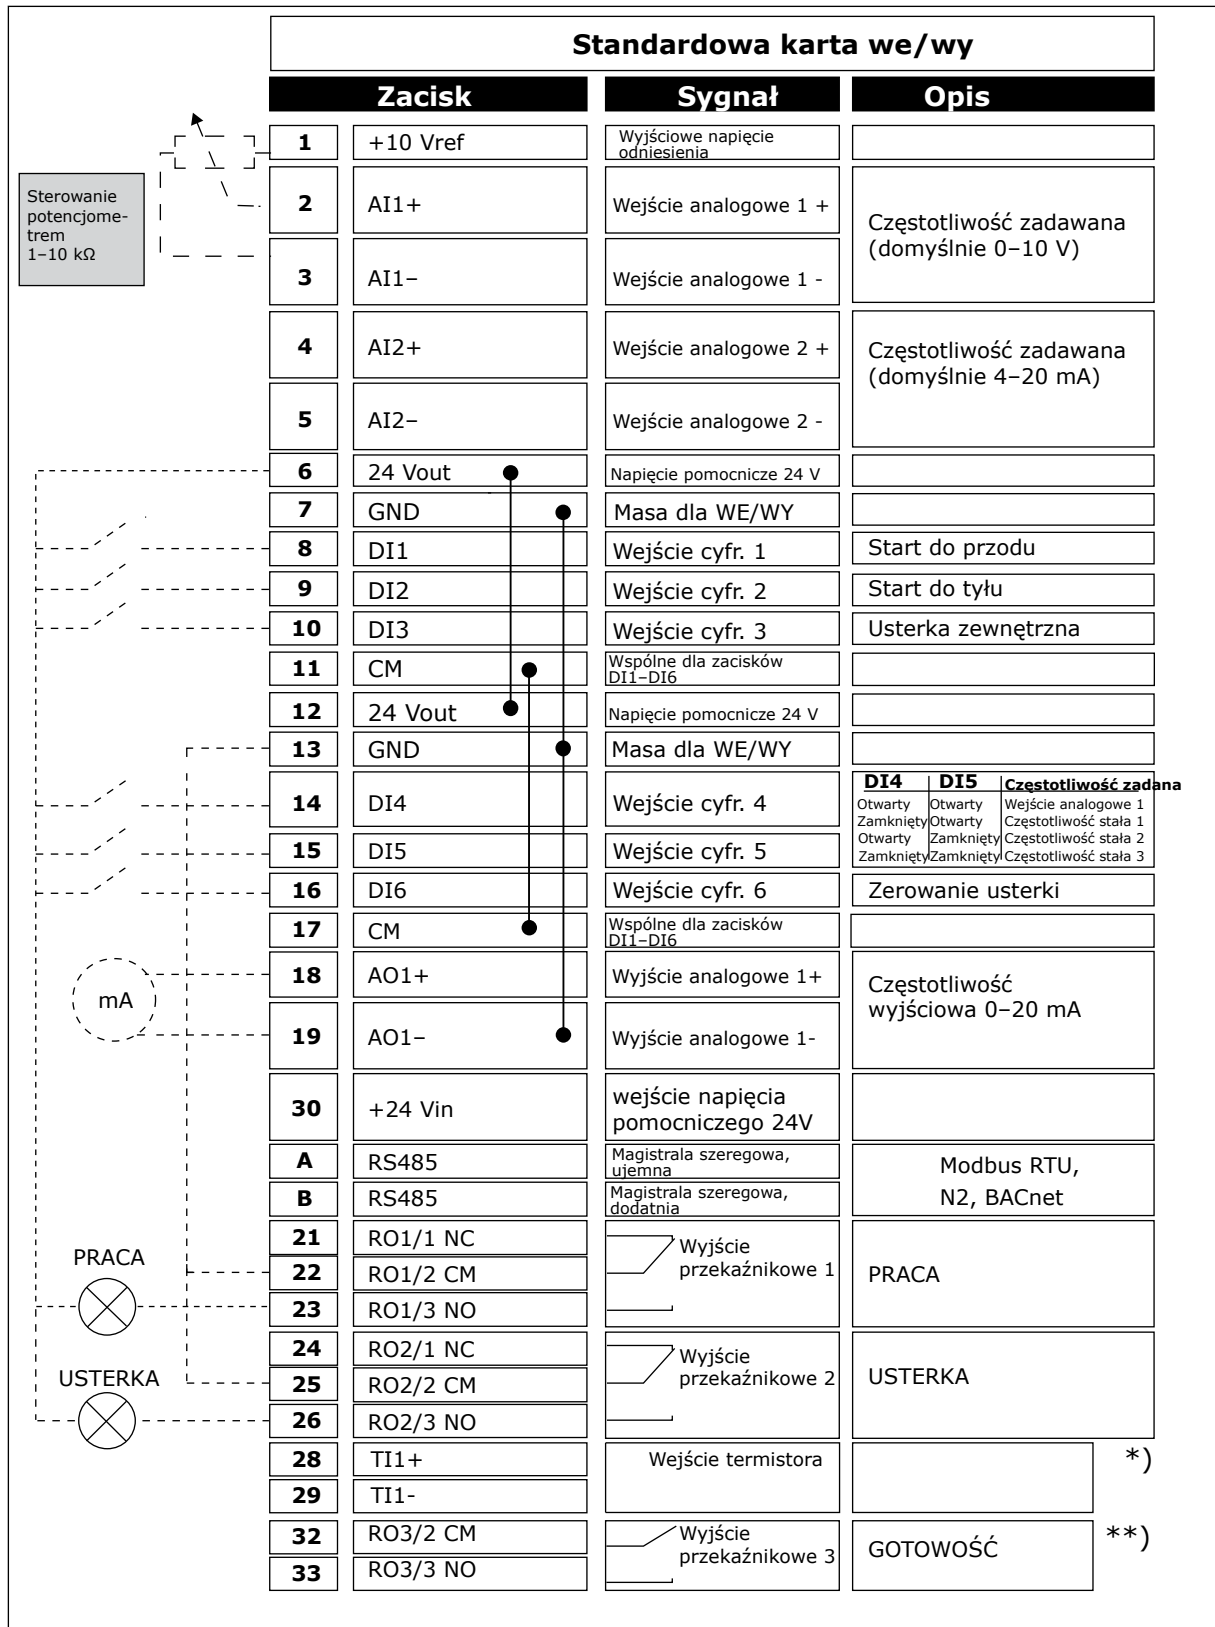 Standardowa karta we/wy
Zacisk Sygnał Opis
1 +10 Vref Wyjściowe napięcie
odniesienia
Sterowanie
potencjome-
trem
1–10 kΩ
2 AI1+ Wejście analogowe 1 +
3 AI1– Wejście analogowe 1 -
Częstotliwość zadawana
(domyślnie 0–10 V)
4 AI2+ Wejście analogowe 2 +
5 AI2– Wejście analogowe 2 -
Częstotliwość zadawana
(domyślnie 4–20 mA)
6 24 Vout Napięcie pomocnicze 24 V
7 GND Masa dla WE/WY
8 DI1 Wejście cyfr. 1 Start do przodu
9 DI2 Wejście cyfr. 2 Start do tyłu
10 DI3 Wejście cyfr. 3 Usterka zewnętrzna
11 CM Wspólne dla zacisków
DI1–DI6
12 24 Vout Napięcie pomocnicze 24 V
13 GND Masa dla WE/WY
14 DI4 Wejście cyfr. 4
15 DI5 Wejście cyfr. 5
DI4 DI5 Częstotliwość zadana
Otwarty Otwarty Wejście analogowe 1
Zamknięty Otwarty Częstotliwość stała 1
Otwarty Zamknięty Częstotliwość stała 2
Zamknięty Zamknięty Częstotliwość stała 3
16 DI6 Wejście cyfr. 6 Zerowanie usterki
17 CM Wspólne dla zacisków
DI1–DI6
mA
18 AO1+ Wyjście analogowe 1+
19 AO1– Wyjście analogowe 1-
Częstotliwość
wyjściowa 0–20 mA
30 +24 Vin wejście napięcia
pomocniczego 24V
A RS485 Magistrala szeregowa,
ujemna
B RS485 Magistrala szeregowa,
dodatnia
Modbus RTU,
N2, BACnet
PRACA
21 RO1/1 NC
22 RO1/2 CM
23 RO1/3 NO
Wyjście
przekaźnikowe 1
PRACA
USTERKA
24 RO2/1 NC
25 RO2/2 CM
26 RO2/3 NO
Wyjście
przekaźnikowe 2
USTERKA
28 TI1+ Wejście termistora *)
29 TI1-
32 RO3/2 CM
33 RO3/3 NO
Wyjście
przekaźnikowe 3
GOTOWOŚĆ **)